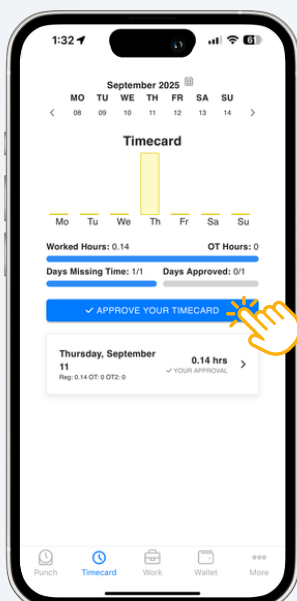 1:32
September 2025
MO TU WE TH FR SA SU
< 08 09 10 11 12 13 14 >
Timecard
Mo Tu We Th Fr Sa Su
Worked Hours: 0.14 OT Hours: 0
Days Missing Time: 1/1 Days Approved: 0/1
✓ APPROVE YOUR TIMECARD
Thursday, September
11
0.14 hrs >
Reg: 0.14 OT: 0 OT2: 0
✓ YOUR APPROVAL
Punch Timecard Work Wallet More